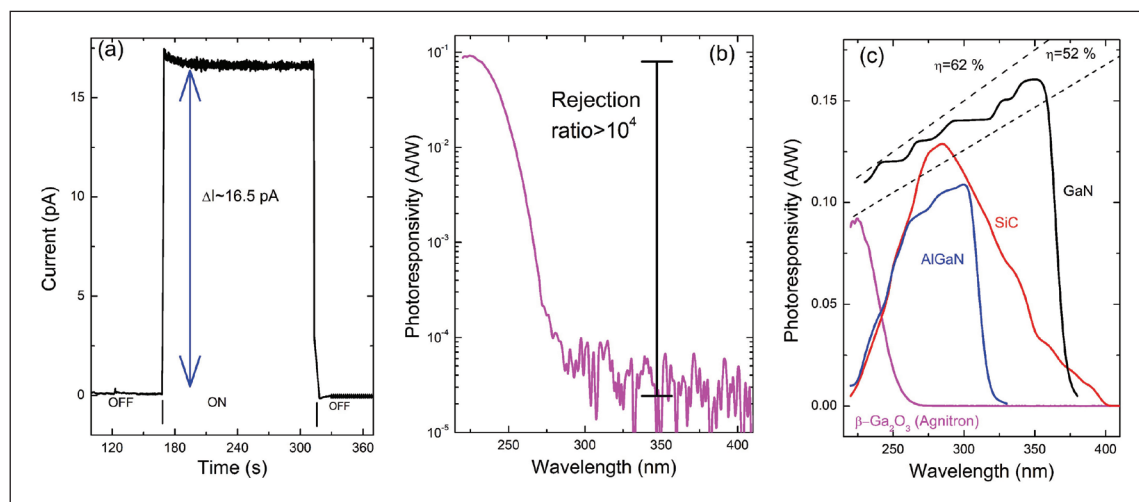 (a)
ΔI~16.5 pA
OFF
ON
OFF
Current (pA)
15
10
5
0
120
180
240
300
360
Time (s)
(b)
Rejection
ratio>10⁴
Photoresponsivity (A/W)
10⁻¹
10⁻²
10⁻³
10⁻⁴
10⁻⁵
250
300
350
400
Wavelength (nm)
(c)
η=62 %
η=52 %
GaN
SiC
AlGaN
β-Ga₂O₃ (Agnitron)
Photoresponsivity (A/W)
0.15
0.10
0.05
0.00
250
300
350
400
Wavelength (nm)